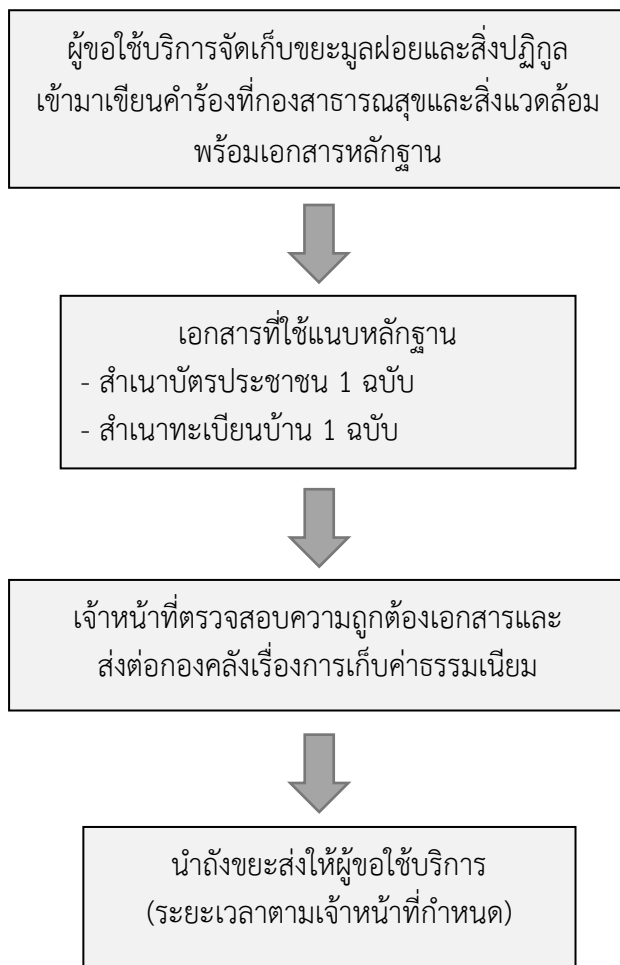 ผู้ขอใช้บริการจัดเก็บขยะมูลฝอยและสิ่งปฏิกูล
เข้ามาเขียนคำร้องที่กองสาธารณสุขและสิ่งแวดล้อม
พร้อมเอกสารหลักฐาน
เอกสารที่ใช้แนบหลักฐาน
- สำเนาบัตรประชาชน 1 ฉบับ
- สำเนาทะเบียนบ้าน 1 ฉบับ
เจ้าหน้าที่ตรวจสอบความถูกต้องเอกสารและ
ส่งต่อกองคลังเรื่องการเก็บค่าธรรมเนียม
นำถังขยะส่งให้ผู้ขอใช้บริการ
(ระยะเวลาตามเจ้าหน้าที่กำหนด)